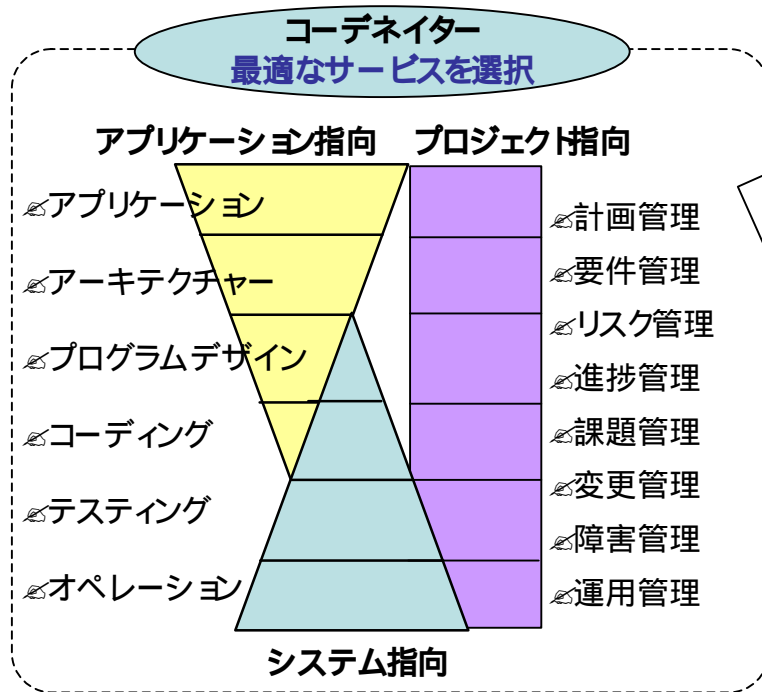 コーデネイター
最適なサービスを選択
アプリケーション指向
プロジェクト指向
アプリケーション
アーキテクチャー
プログラムデザイン
コーディング
テスティング
オペレーション
計画管理
要件管理
リスク管理
進捗管理
課題管理
変更管理
障害管理
運用管理
システム指向